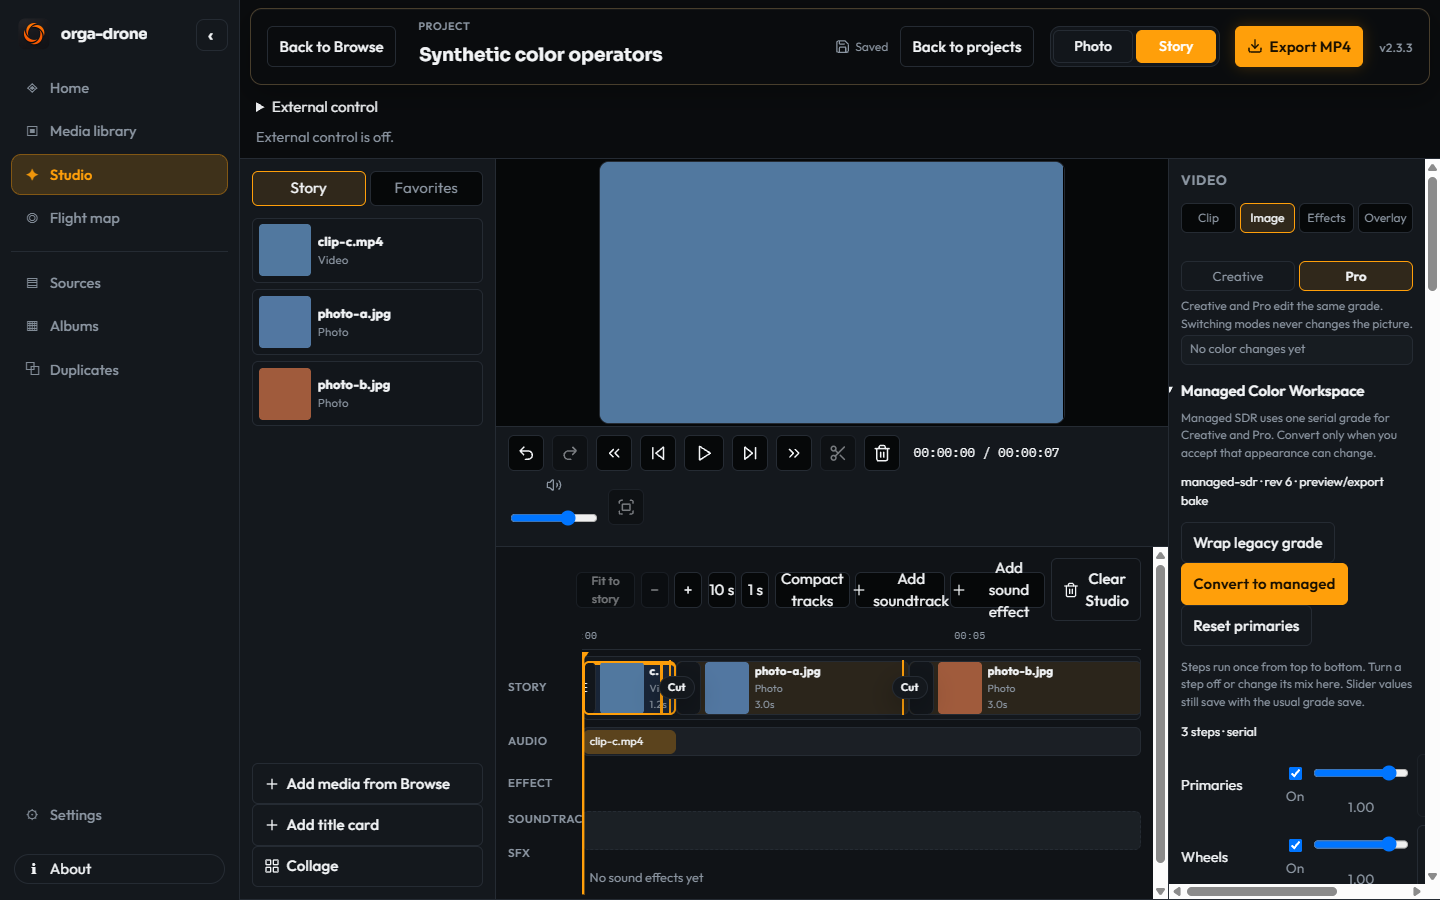 orga-drone
Home
Media library
Studio
Flight map
Sources
Albums
Duplicates
Settings
About
Back to Browse
PROJECT
Synthetic color operators
Saved
Back to projects
Photo
Story
Export MP4
v2.3.3
External control
External control is off.
Story
Favorites
clip-c.mp4
Video
photo-a.jpg
Photo
photo-b.jpg
Photo
Add media from Browse
Add title card
Collage
00:00:00 / 00:00:07
Fit to
story
10 s
1 s
Compact
tracks
Add
soundtrack
Add
sound
effect
Clear
Studio
00
00:05
STORY
c.
1.2s
Cut
photo-a.jpg
Photo
3.0s
Cut
photo-b.jpg
Photo
3.0s
AUDIO
clip-c.mp4
EFFECT
SOUNDTRAC
SFX
No sound effects yet
VIDEO
Clip
Image
Effects
Overlay
Creative
Pro
Creative and Pro edit the same grade.
Switching modes never changes the picture.
No color changes yet
Managed Color Workspace
Managed SDR uses one serial grade for
Creative and Pro. Convert only when you
accept that appearance can change.
managed-sdr · rev 6 · preview/export
bake
Wrap legacy grade
Convert to managed
Reset primaries
Steps run once from top to bottom. Turn a
step off or change its mix here. Slider values
still save with the usual grade save.
3 steps · serial
Primaries
On
1.00
Wheels
On
1.00